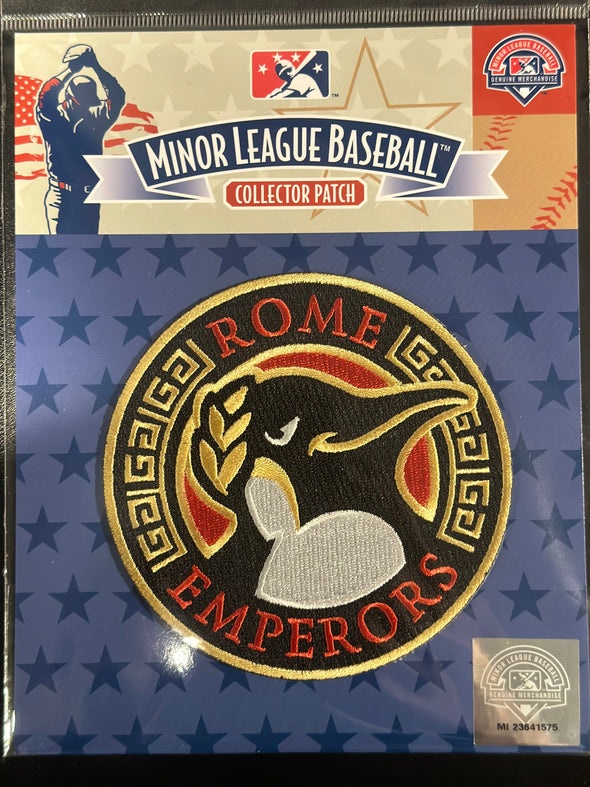 MINOR LEAGUE BASEBALL
GENUINE MERCHANDISE
MINOR LEAGUE BASEBALL™
COLLECTOR PATCH
ROME
EMPERORS
MINOR LEAGUE BASEBALL
GENUINE MERCHANDISE
MI 23641575